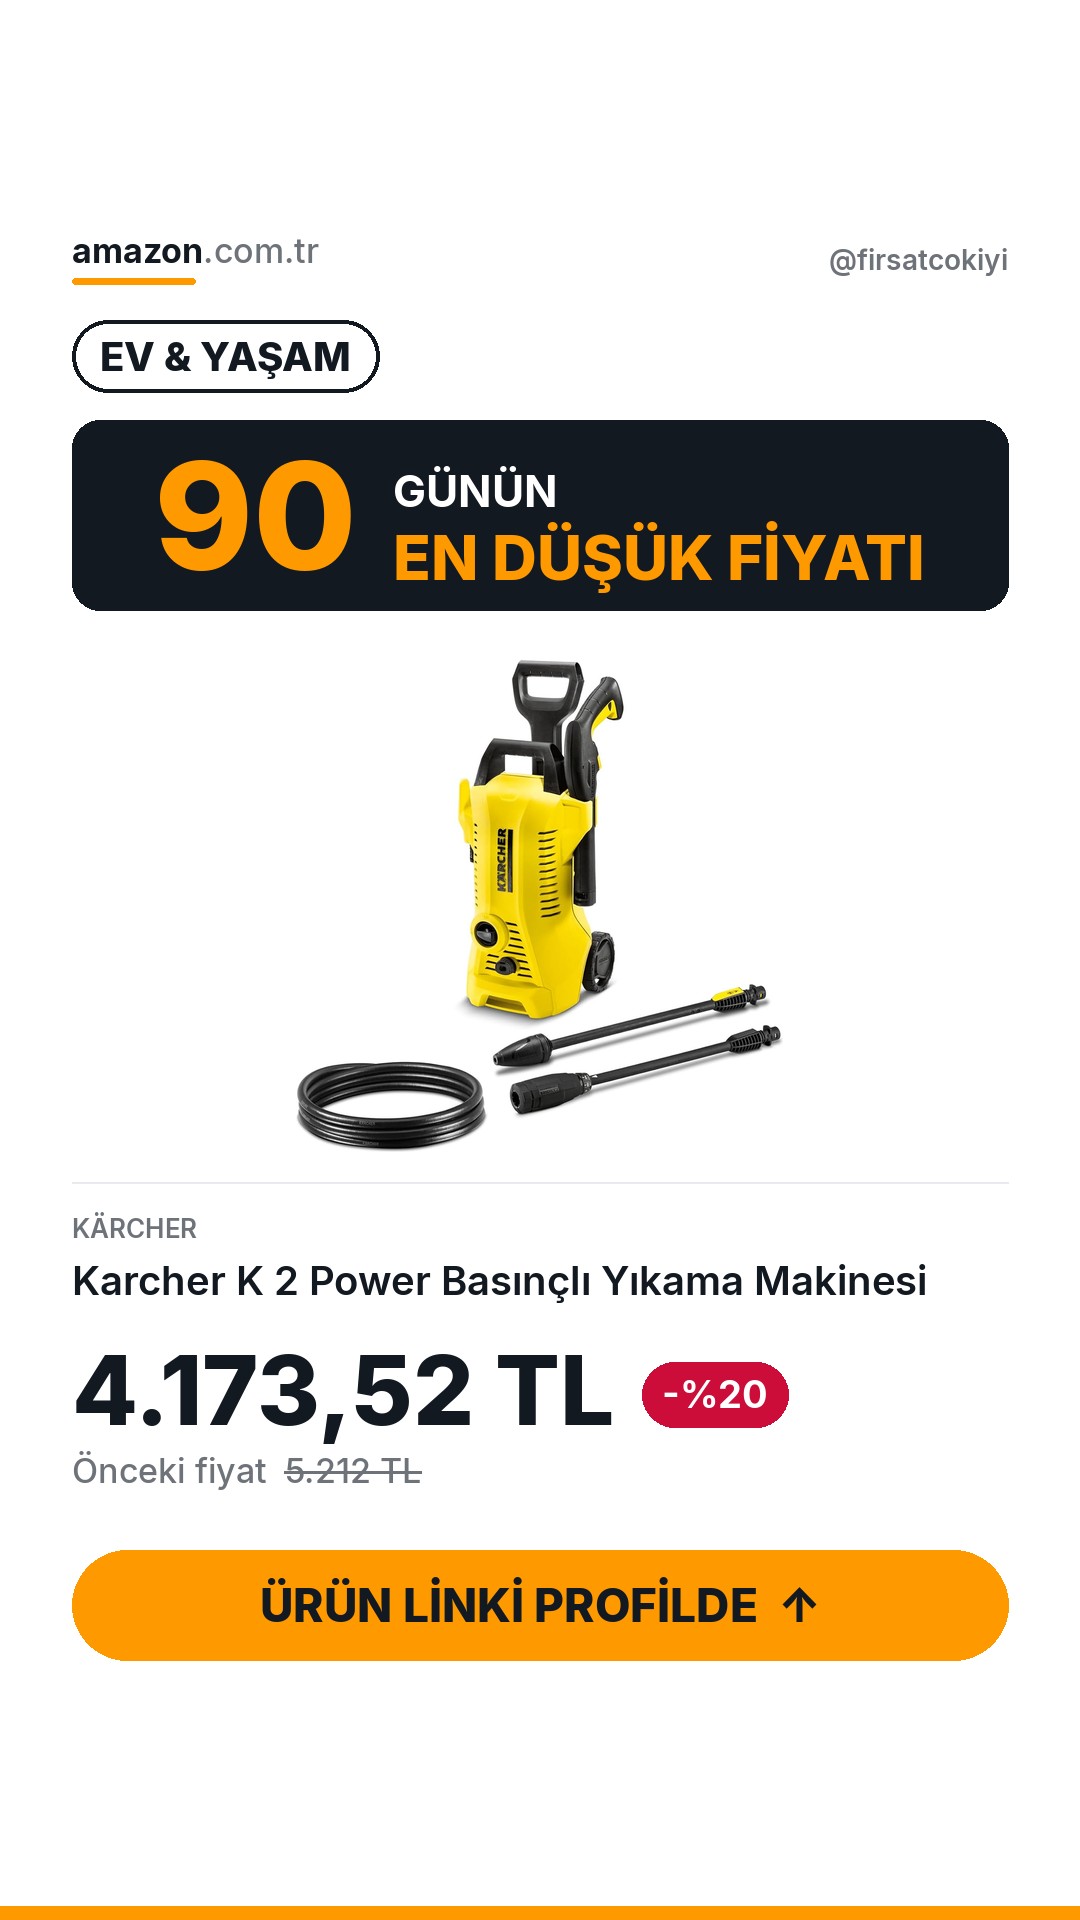 amazon.com.tr
@firsatcokiyi
EV & YAŞAM
90
GÜNÜN
EN DÜŞÜK FİYATI
KÄRCHER
KÄRCHER
Karcher K 2 Power Basınçlı Yıkama Makinesi
4.173,52 TL
-%20
Önceki fiyat 5.212 TL
ÜRÜN LİNKİ PROFİLDE ↑